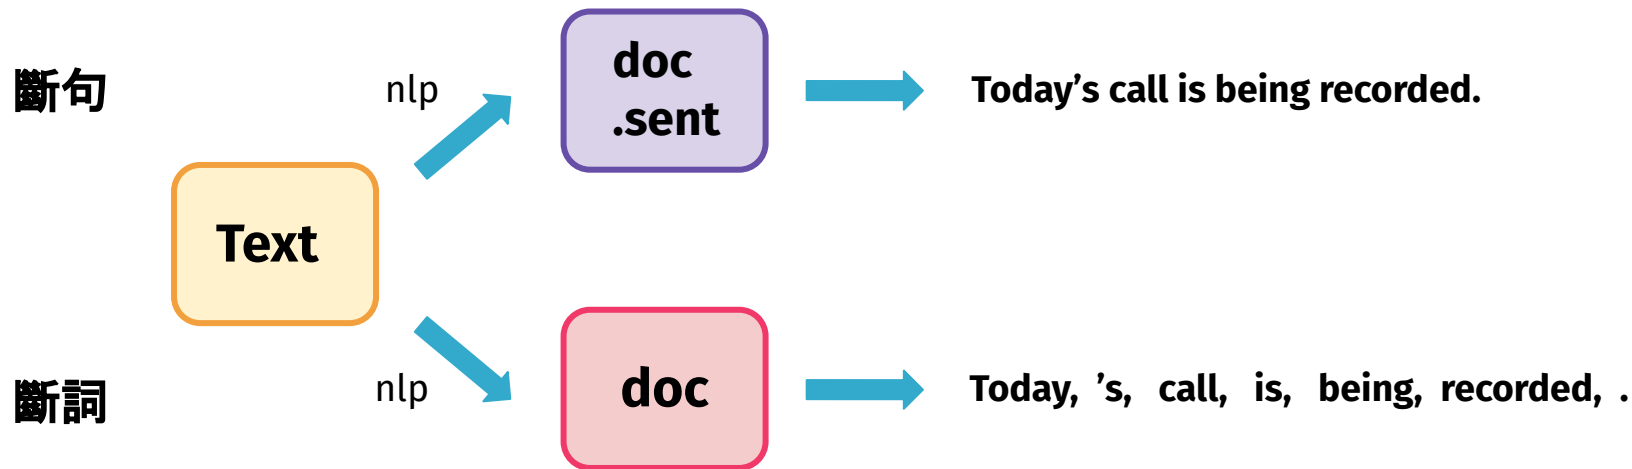 斷句
nlp
doc
.sent
Today’s call is being recorded.
Text
斷詞
nlp
doc
Today, ’s, call, is, being, recorded, .